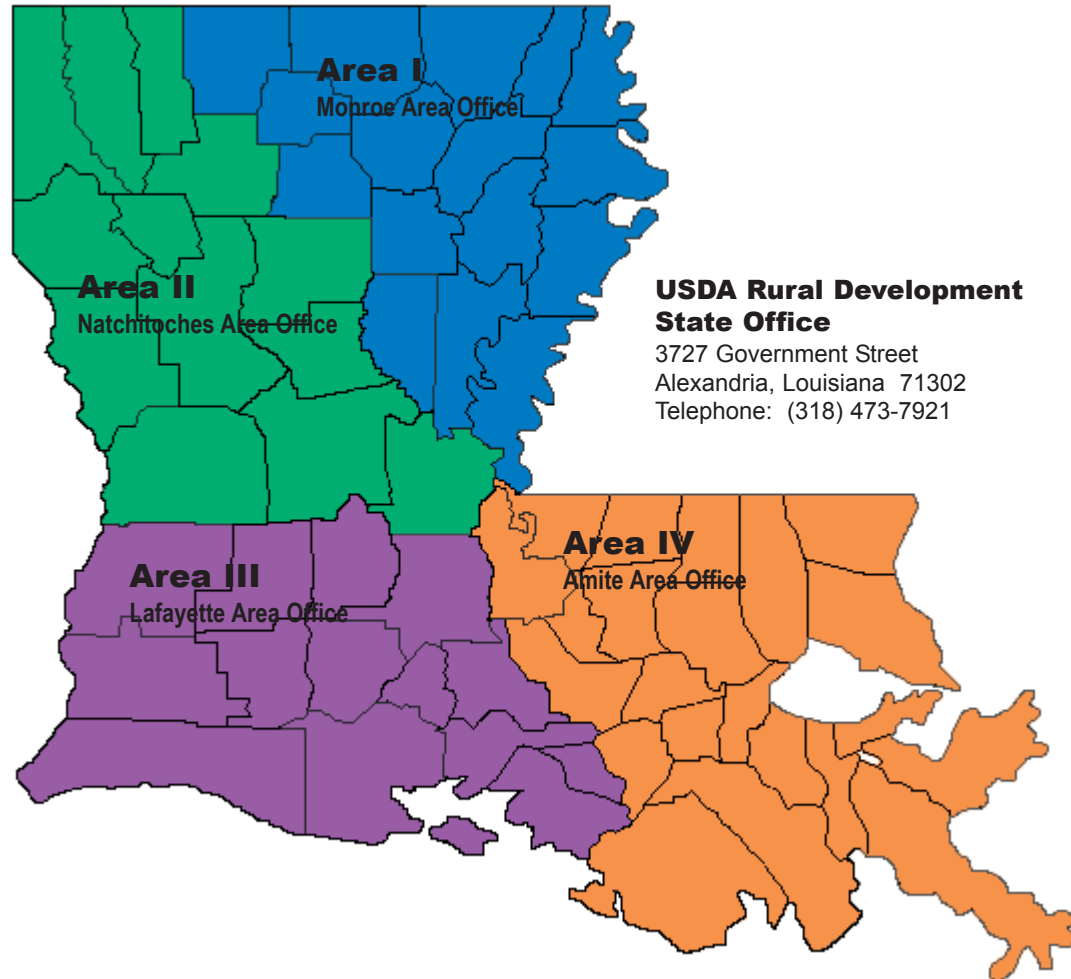 Area I
Monroe Area Office
Area II
Natchitoches Area Office
USDA Rural Development
State Office
3727 Government Street
Alexandria, Louisiana  71302
Telephone:  (318) 473-7921
Area IV
Amite Area Office
Area III
Lafayette Area Office